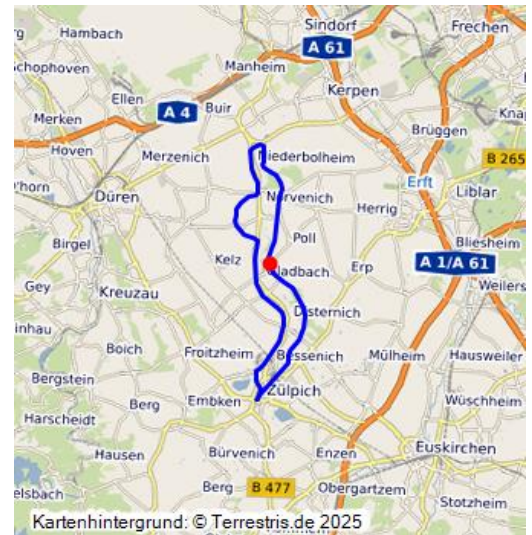 Hambach
Sindorf
Frechen
A 61
Schophoven
Manheim
Ellen
Kerpen
Merken
A 4
Buir
Hoven
Merzenich
Niederbolheim
Brüggen
B 265
Düren
Nörvenich
Erft
Liblar
Birgel
Herrig
Poll
Bliesheim
Gey
Kelz
Gladbach
Erp
A 1/A 61
Kreuzau
Disternich
Boich
Froitzheim
Bessenich
Mülheim
Hausweiler
Bergstein
Zülpich
Berg
Embken
Wüschheim
Harscheidt
Hausen
Bürvenich
Enzen
Euskirchen
Berg
B 477
Obergartzem
Stotzheim
Kartenhintergrund: © Terrestris.de 2025